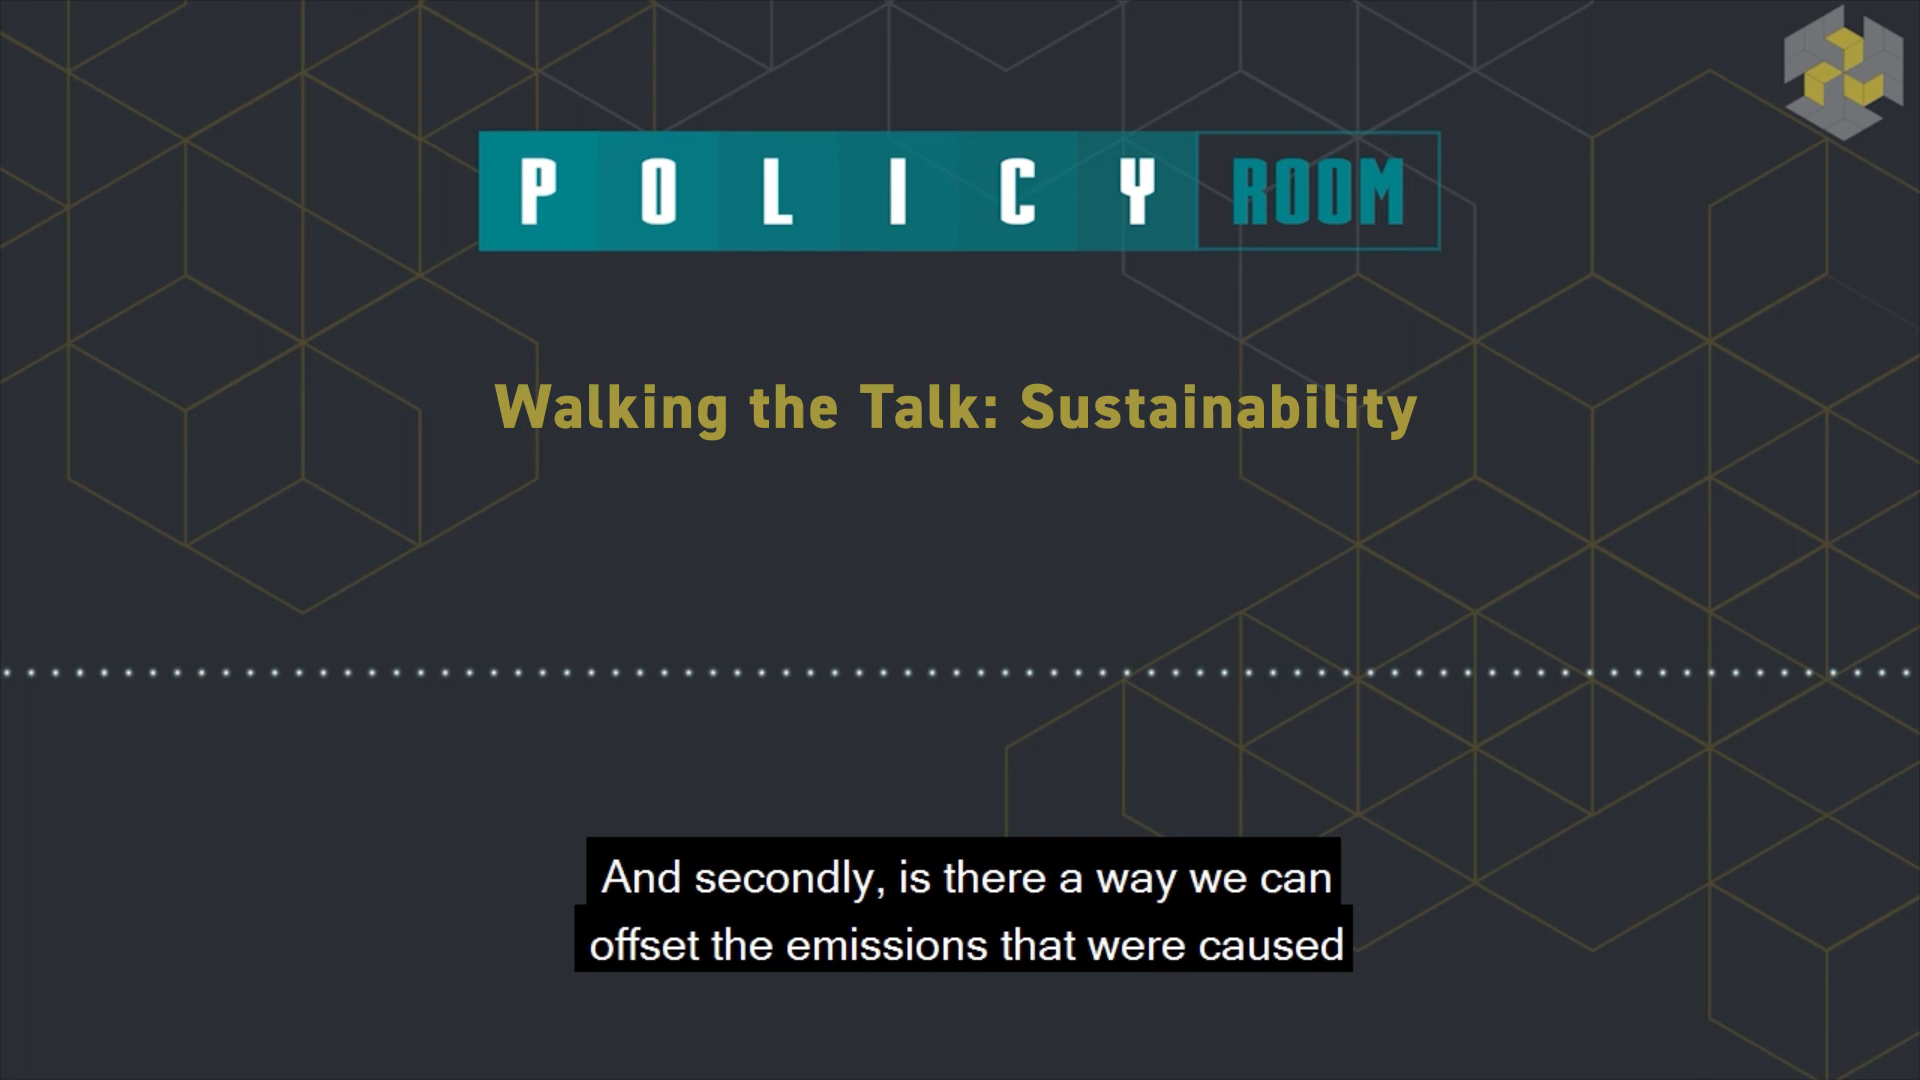 POLICY ROOM
Walking the Talk: Sustainability
And secondly, is there a way we can
offset the emissions that were caused